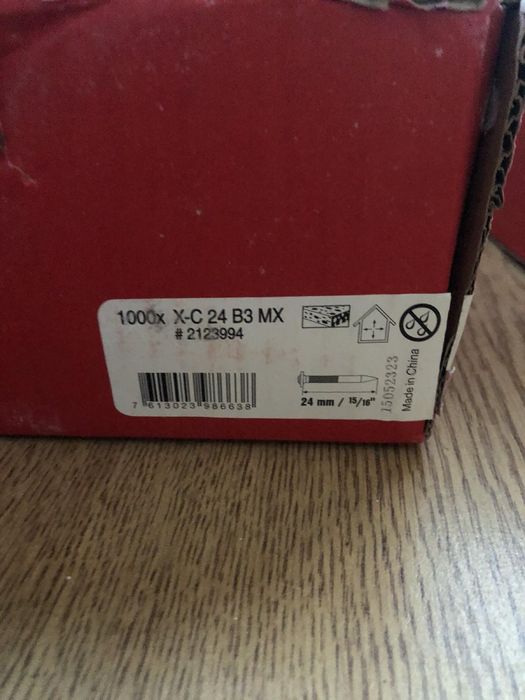 1000x X-C 24 B3 MX
# 2123994
7 613023 986638
24 mm / 15/16"
15052323
Made in China